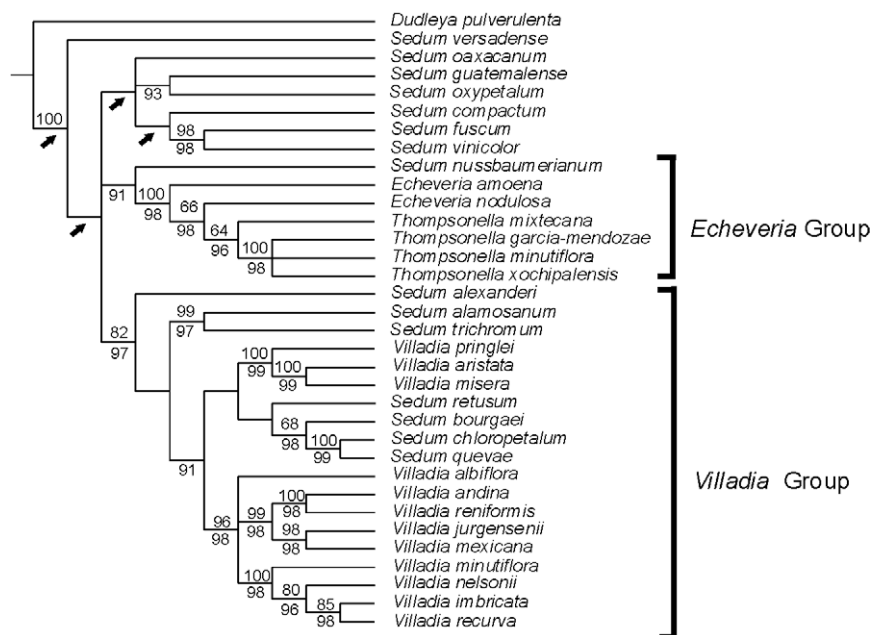 Dudleya pulverulenta
Sedum versadense
Sedum oaxacanum
Sedum guatemalense
93
Sedum oxypetalum
100
Sedum compactum
98
Sedum fuscum
98
Sedum vinicolor
Sedum nussbaumerianum
91
100
Echeveria amoena
98
66
Echeveria nodulosa
98
64
Thompsonella mixtecana
96
100
Thompsonella garcia-mendozae
Thompsonella minutiflora
98
Thompsonella xochipalensis
Echeveria Group
Sedum alexanderi
82
99
Sedum alamosanum
97
97
Sedum trichromum
100
Villadia pringlei
99
100
Villadia aristata
99
Villadia misera
Sedum retusum
68
Sedum bourgaei
98
100
Sedum chloropetalum
99
Sedum quevae
91
Villadia albiflora
Villadia Group
100
Villadia andina
99
98
Villadia reniformis
96
98
98
Villadia jurgensenii
98
98
Villadia mexicana
100
Villadia minutiflora
98
80
Villadia nelsonii
96
85
Villadia imbricata
98
Villadia recurva